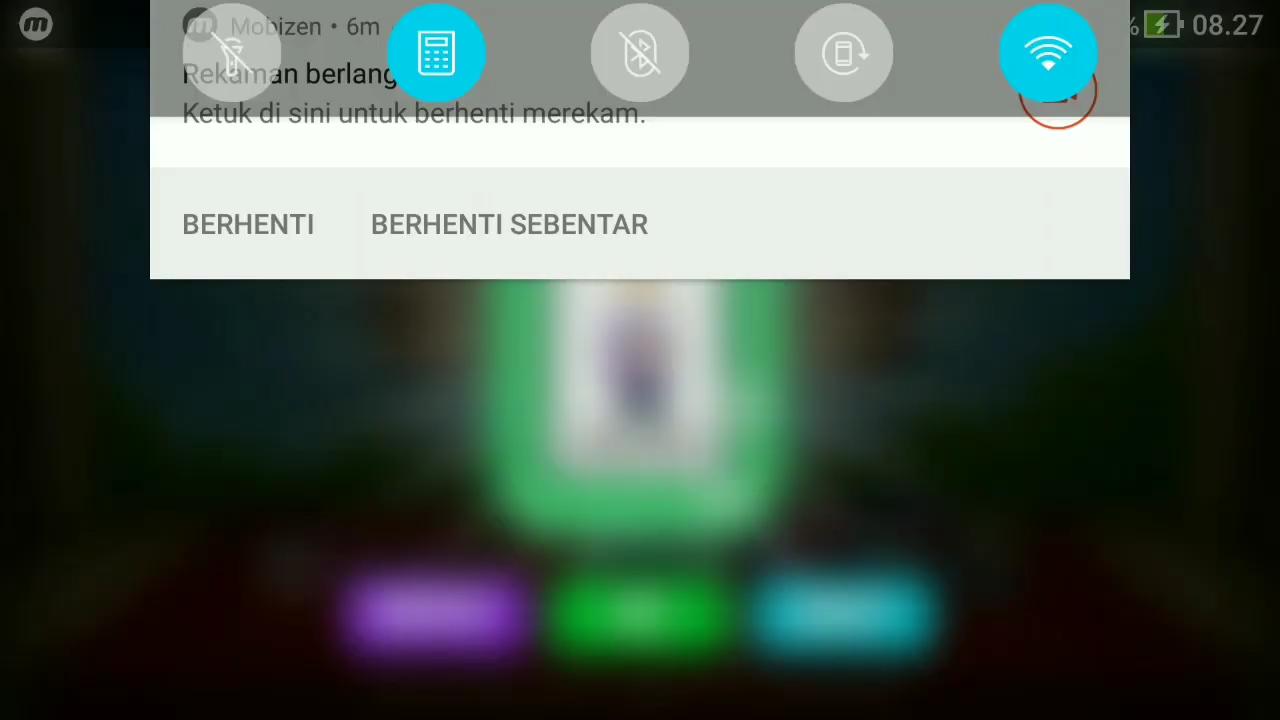 Mobizen • 6m
% 08.27
Rekaman berlang
Ketuk di sini untuk berhenti merekam.
BERHENTI BERHENTI SEBENTAR